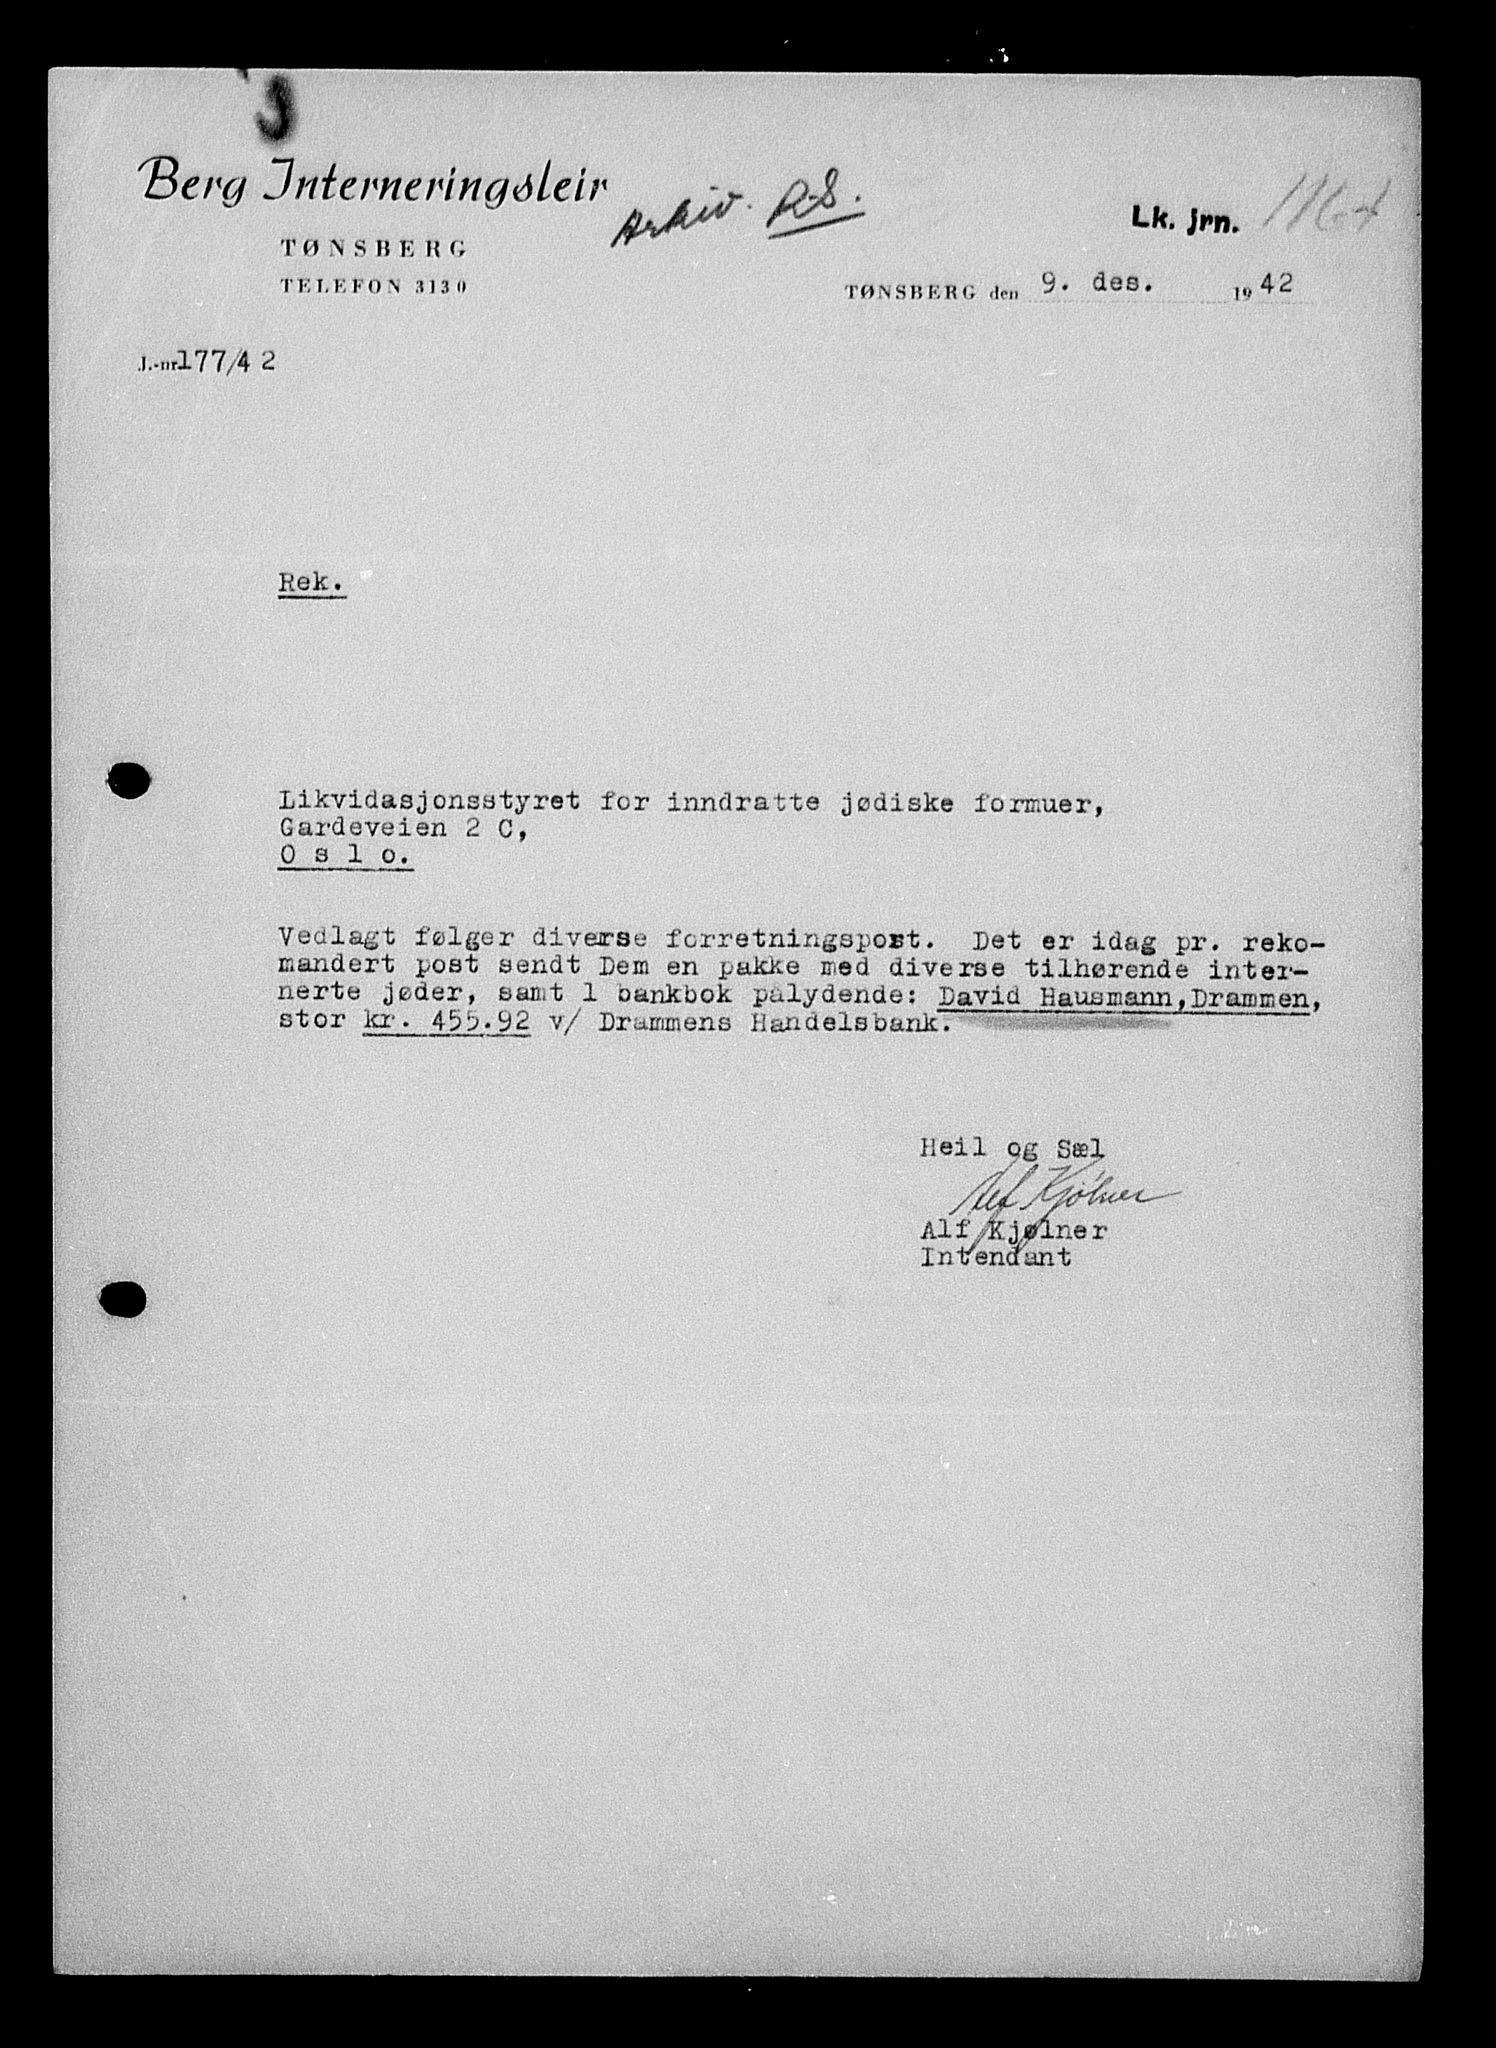 Berg Interneringsleir
TØNSBERG
TELEFON 3130
Arkiv. R-S.
Lk. jrn.
TØNSBERG den 9. des. 1942
J.-nr 177/42
Rek.
Likvidasjonsstyret for inndratte jødiske formuer,
Gardeveien 2 C,
O s l o.
Vedlagt følger diverse forretningspost. Det er idag pr. reko-
mandert post sendt Dem en pakke med diverse tilhørende inter-
nerte jøder, samt 1 bankbok pålydende: David Hausmann, Drammen,
stor kr. 455.92 v/ Drammens Handelsbank.
Heil og Sæl
Alf Kjølner
Alf Kjølner
Intendant